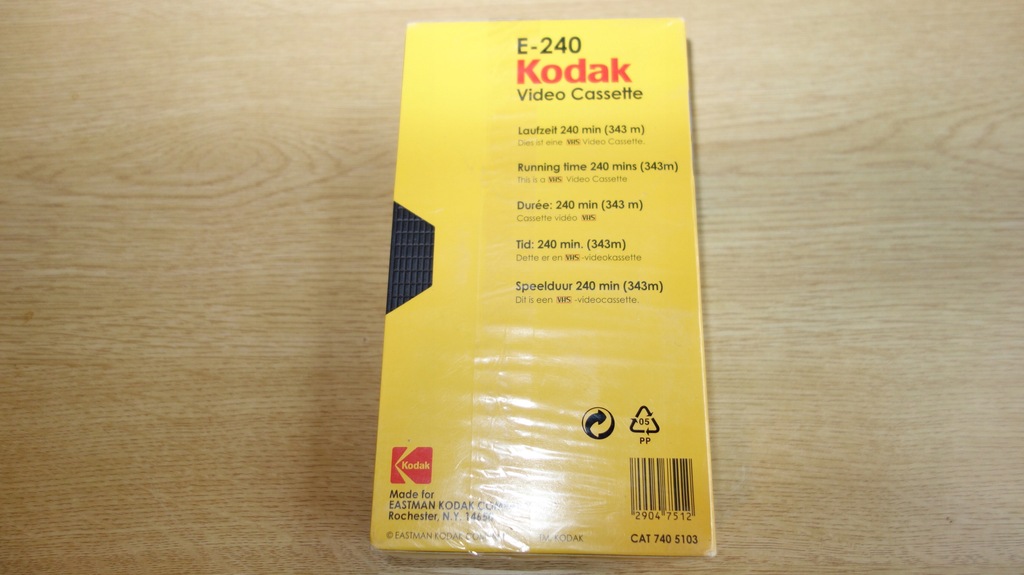 E-240
Kodak
Video Cassette
Laufzeit 240 min (343 m)
Dies ist eine VHS Video Cassette.
Running time 240 mins (343m)
This is a VHS Video Cassette
Durée: 240 min (343 m)
Cassette vidéo VHS
Tid: 240 min. (343m)
Dette er en VHS -videokassette
Speelduur 240 min (343m)
Dit is een VHS -videocassette.
05
PP
Kodak
Made for
EASTMAN KODAK
Rochester, N.Y.
2904 7512
© EASTMAN KODAK TM: KODAK
CAT 740 5103